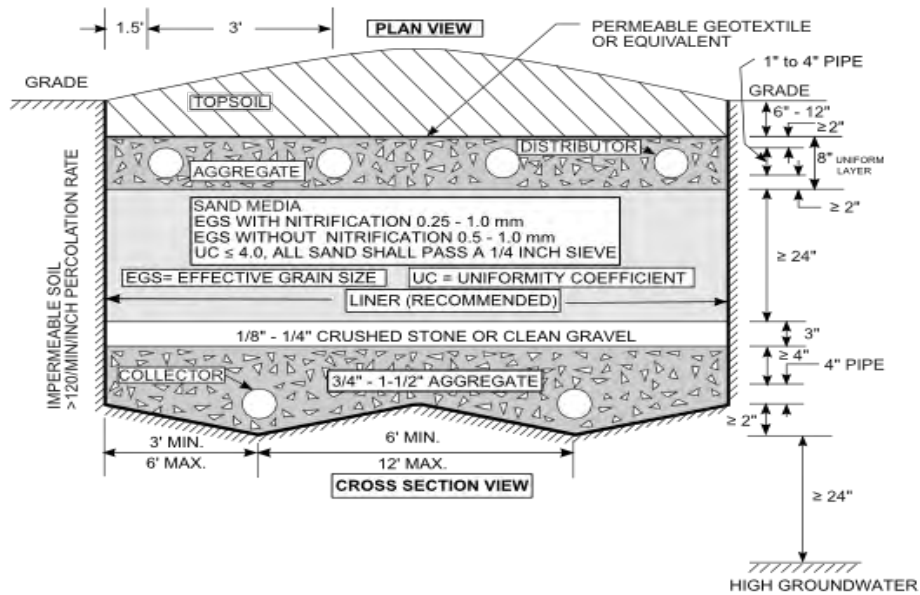 1.5'
3'
PLAN VIEW
PERMEABLE GEOTEXTILE
OR EQUIVALENT
1" to 4" PIPE
GRADE
GRADE
TOPSOIL
6" - 12"
≥2"
DISTRIBUTOR
AGGREGATE
8" UNIFORM
LAYER
≥ 2"
SAND MEDIA
EGS WITH NITRIFICATION 0.25 - 1.0 mm
EGS WITHOUT NITRIFICATION 0.5 - 1.0 mm
UC ≤ 4.0, ALL SAND SHALL PASS A 1/4 INCH SIEVE
≥ 24"
EGS= EFFECTIVE GRAIN SIZE
UC = UNIFORMITY COEFFICIENT
LINER (RECOMMENDED)
IMPERMEABLE SOIL
>120/MIN/INCH PERCOLATION RATE
1/8" - 1/4" CRUSHED STONE OR CLEAN GRAVEL
3"
≥ 4"
4" PIPE
COLLECTOR
3/4" - 1-1/2" AGGREGATE
≥ 2"
3' MIN.
6' MAX.
6' MIN.
12' MAX.
CROSS SECTION VIEW
≥ 24"
HIGH GROUNDWATER